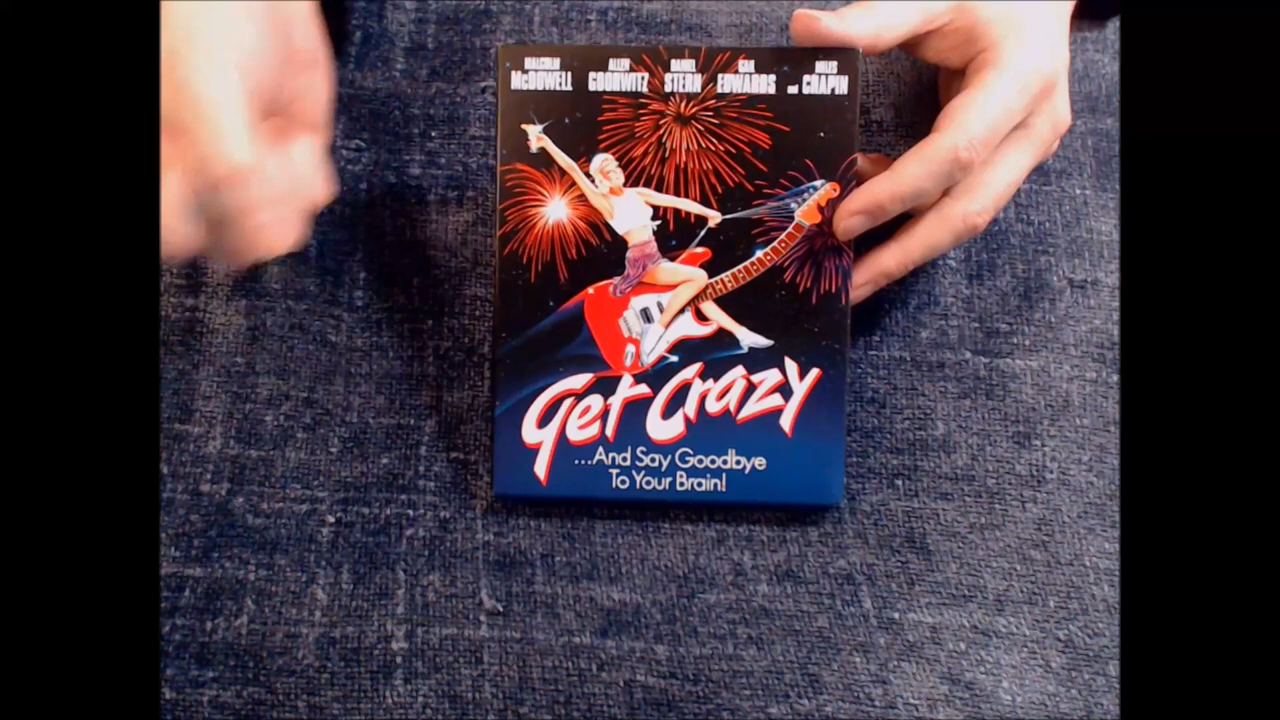 MALCOLM ALLEN DANIEL GAIL MILES
McDOWELL GOORWITZ STERN EDWARDS and CHAPIN
Get Crazy
...And Say Goodbye
To Your Brain!